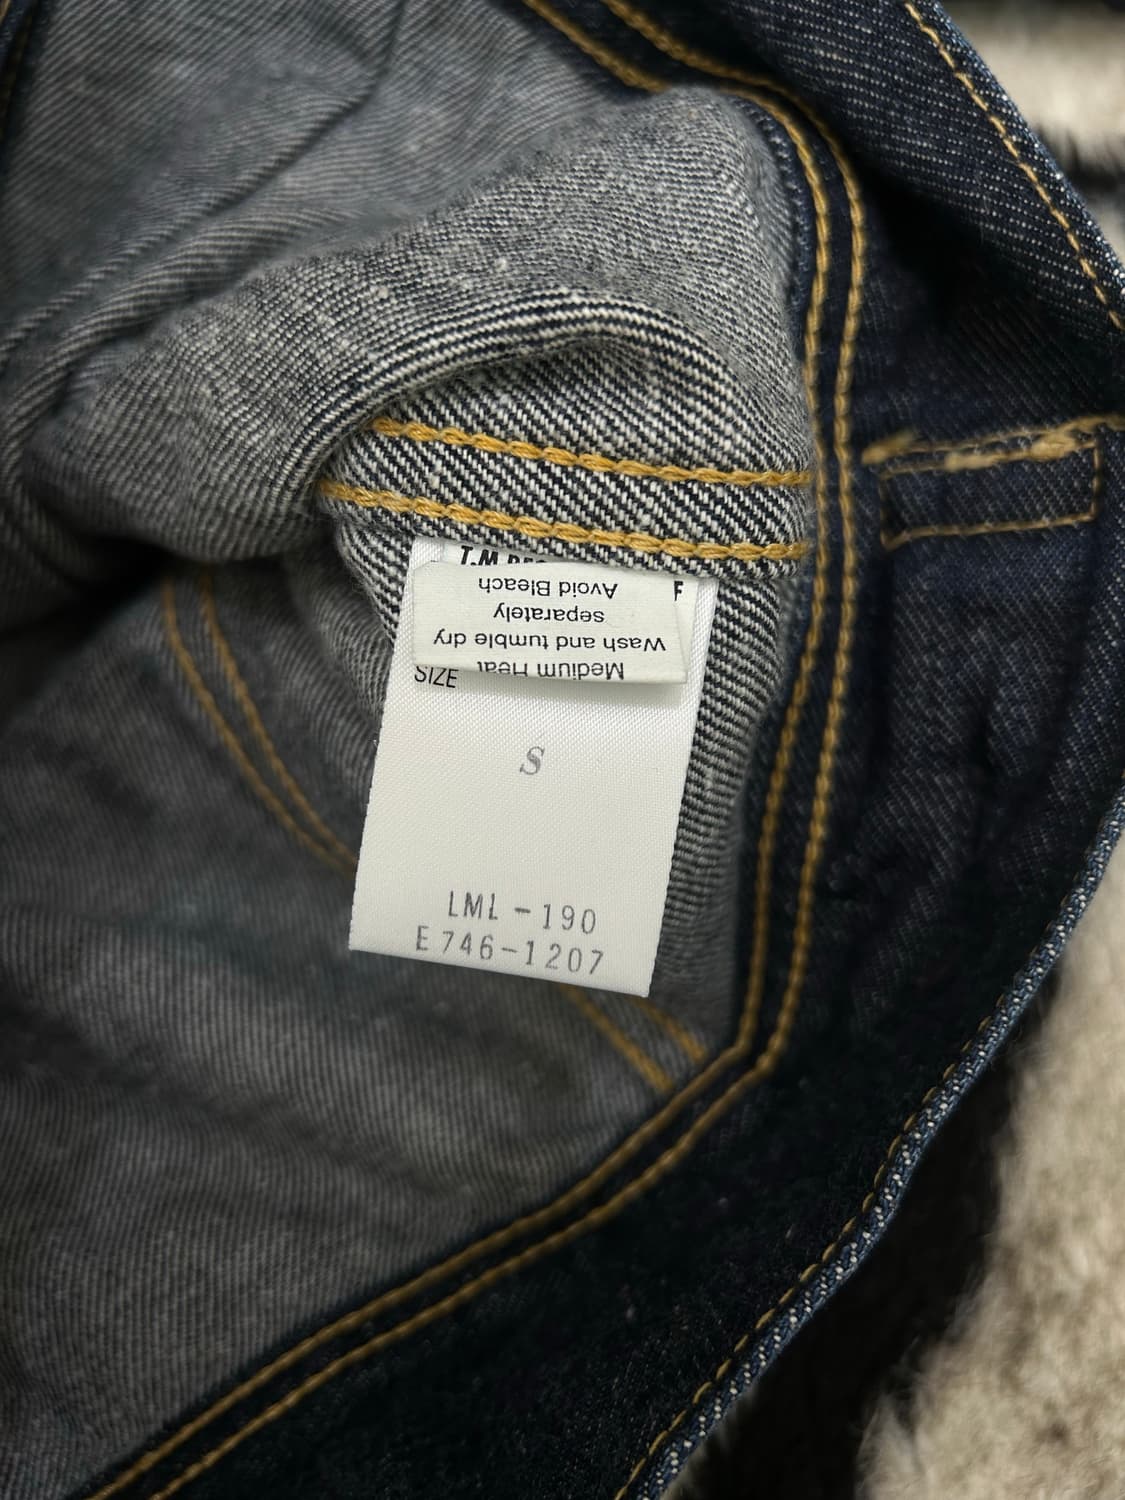 T.M
F
Avoid Bleach
separately
Wash and tumble dry
Medium Heat
SIZE
S
LML-190
E746-1207